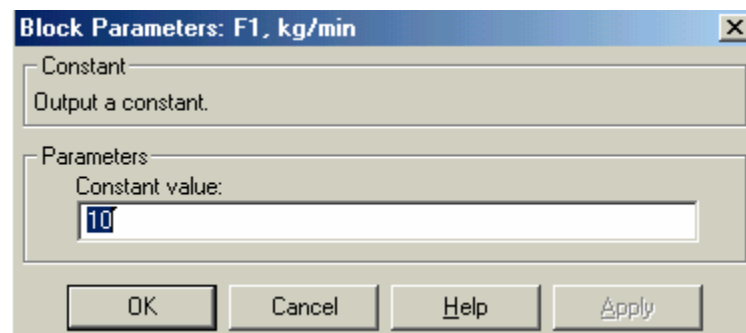 Block Parameters: F1, kg/min
Constant
Output a constant.
Parameters
Constant value:
10
OK Cancel Help Apply